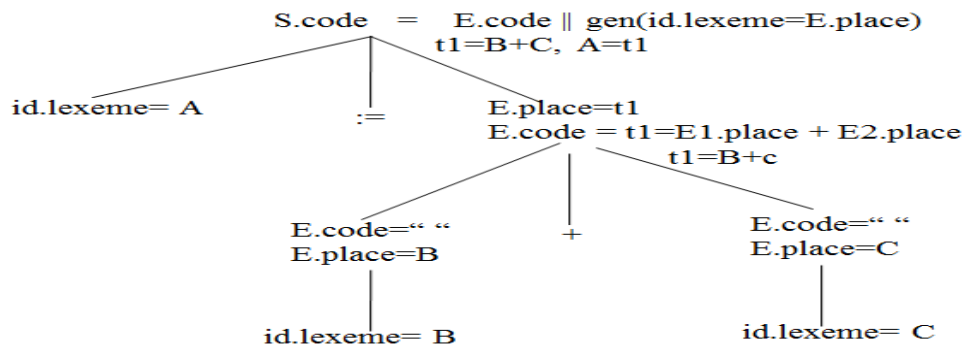 S.code = E.code || gen(id.lexeme=E.place)
t1=B+C, A=t1
id.lexeme= A
:=
E.place=t1
E.code = t1=E1.place + E2.place
t1=B+c
E.code=“ “
E.place=B
+
E.code=“ “
E.place=C
id.lexeme= B
id.lexeme= C